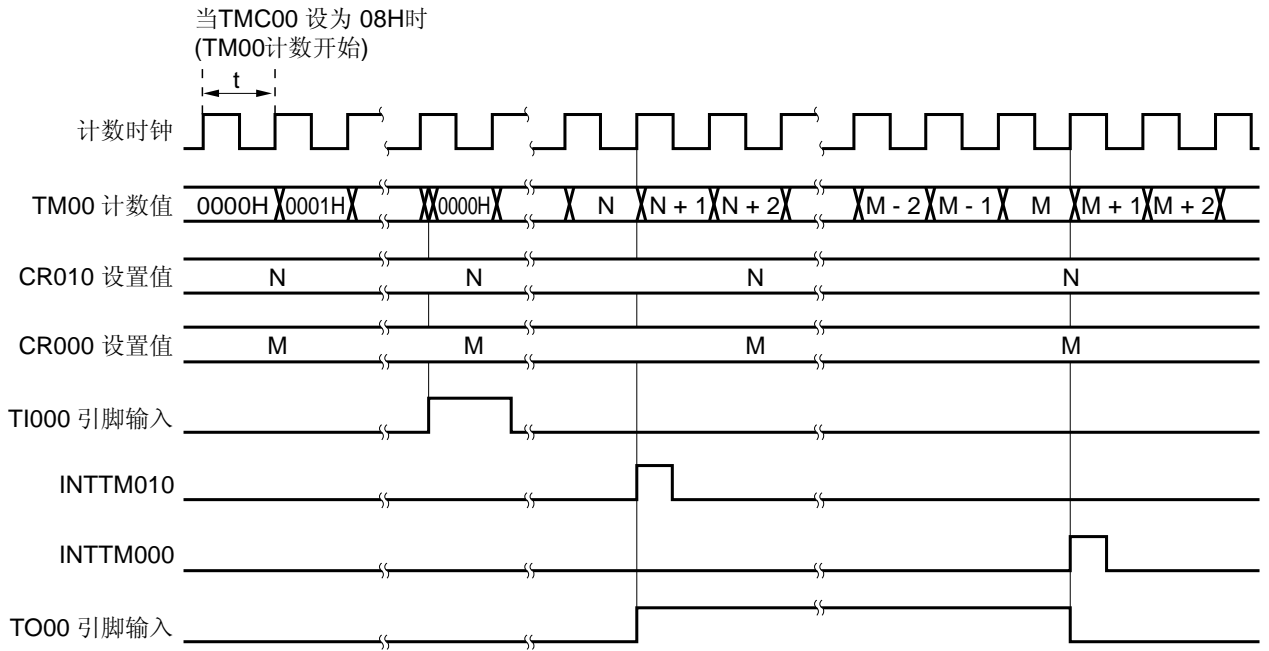 当TMC00 设为 08H时
(TM00计数开始)
t
计数时钟
TM00 计数值 0000H 0001H 0000H N N + 1 N + 2 M - 2 M - 1 M M + 1 M + 2
CR010 设置值 N N N N
CR000 设置值 M M M M
TI000 引脚输入
INTTM010
INTTM000
TO00 引脚输入